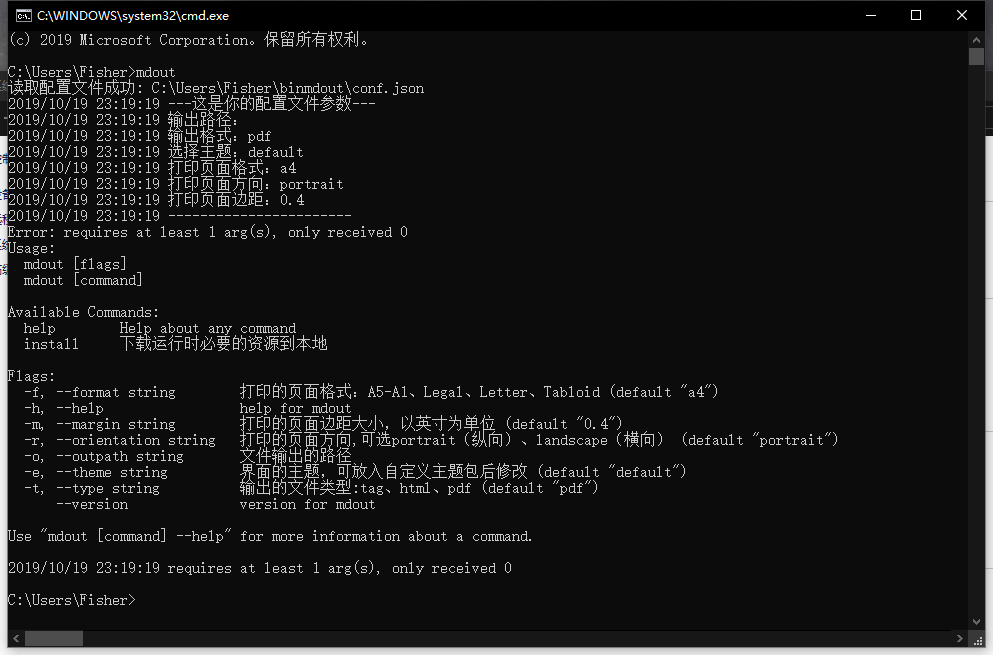 C:\WINDOWS\system32\cmd.exe
(c) 2019 Microsoft Corporation。保留所有权利。
C:\Users\Fisher>mdout
读取配置文件成功: C:\Users\Fisher\binmdout\conf.json
2019/10/19 23:19:19 ---这是你的配置文件参数---
2019/10/19 23:19:19 输出路径:
2019/10/19 23:19:19 输出格式: pdf
2019/10/19 23:19:19 选择主题: default
2019/10/19 23:19:19 打印页面格式: a4
2019/10/19 23:19:19 打印页面方向: portrait
2019/10/19 23:19:19 打印页面边距: 0.4
2019/10/19 23:19:19 -----------------------
Error: requires at least 1 arg(s), only received 0
Usage:
  mdout [flags]
  mdout [command]
Available Commands:
  help        Help about any command
  install     下载运行时必要的资源到本地
Flags:
  -f, --format string        打印的页面格式: A5-A1、Legal、Letter、Tabloid (default "a4")
  -h, --help                 help for mdout
  -m, --margin string        打印的页面边距大小，以英寸为单位 (default "0.4")
  -r, --orientation string   打印的页面方向,可选portrait（纵向）、landscape（横向） (default "portrait")
  -o, --outpath string       文件输出的路径
  -e, --theme string         界面的主题，可放入自定义主题包后修改 (default "default")
  -t, --type string          输出的文件类型:tag、html、pdf (default "pdf")
      --version              version for mdout
Use "mdout [command] --help" for more information about a command.
2019/10/19 23:19:19 requires at least 1 arg(s), only received 0
C:\Users\Fisher>